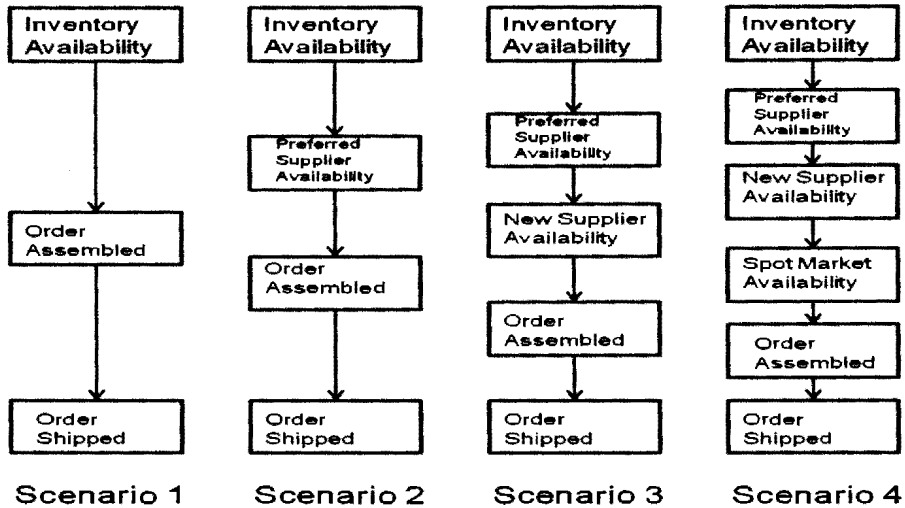 Inventory
Availability
Order
Assembled
Order
Shipped
Scenario 1
Inventory
Availability
Preferred
Supplier
Availability
Order
Assembled
Order
Shipped
Scenario 2
Inventory
Availability
Preferred
Supplier
Availability
New Supplier
Availability
Order
Assembled
Order
Shipped
Scenario 3
Inventory
Availability
Preferred
Supplier
Availability
New Supplier
Availability
Spot Market
Availability
Order
Assembled
Order
Shipped
Scenario 4